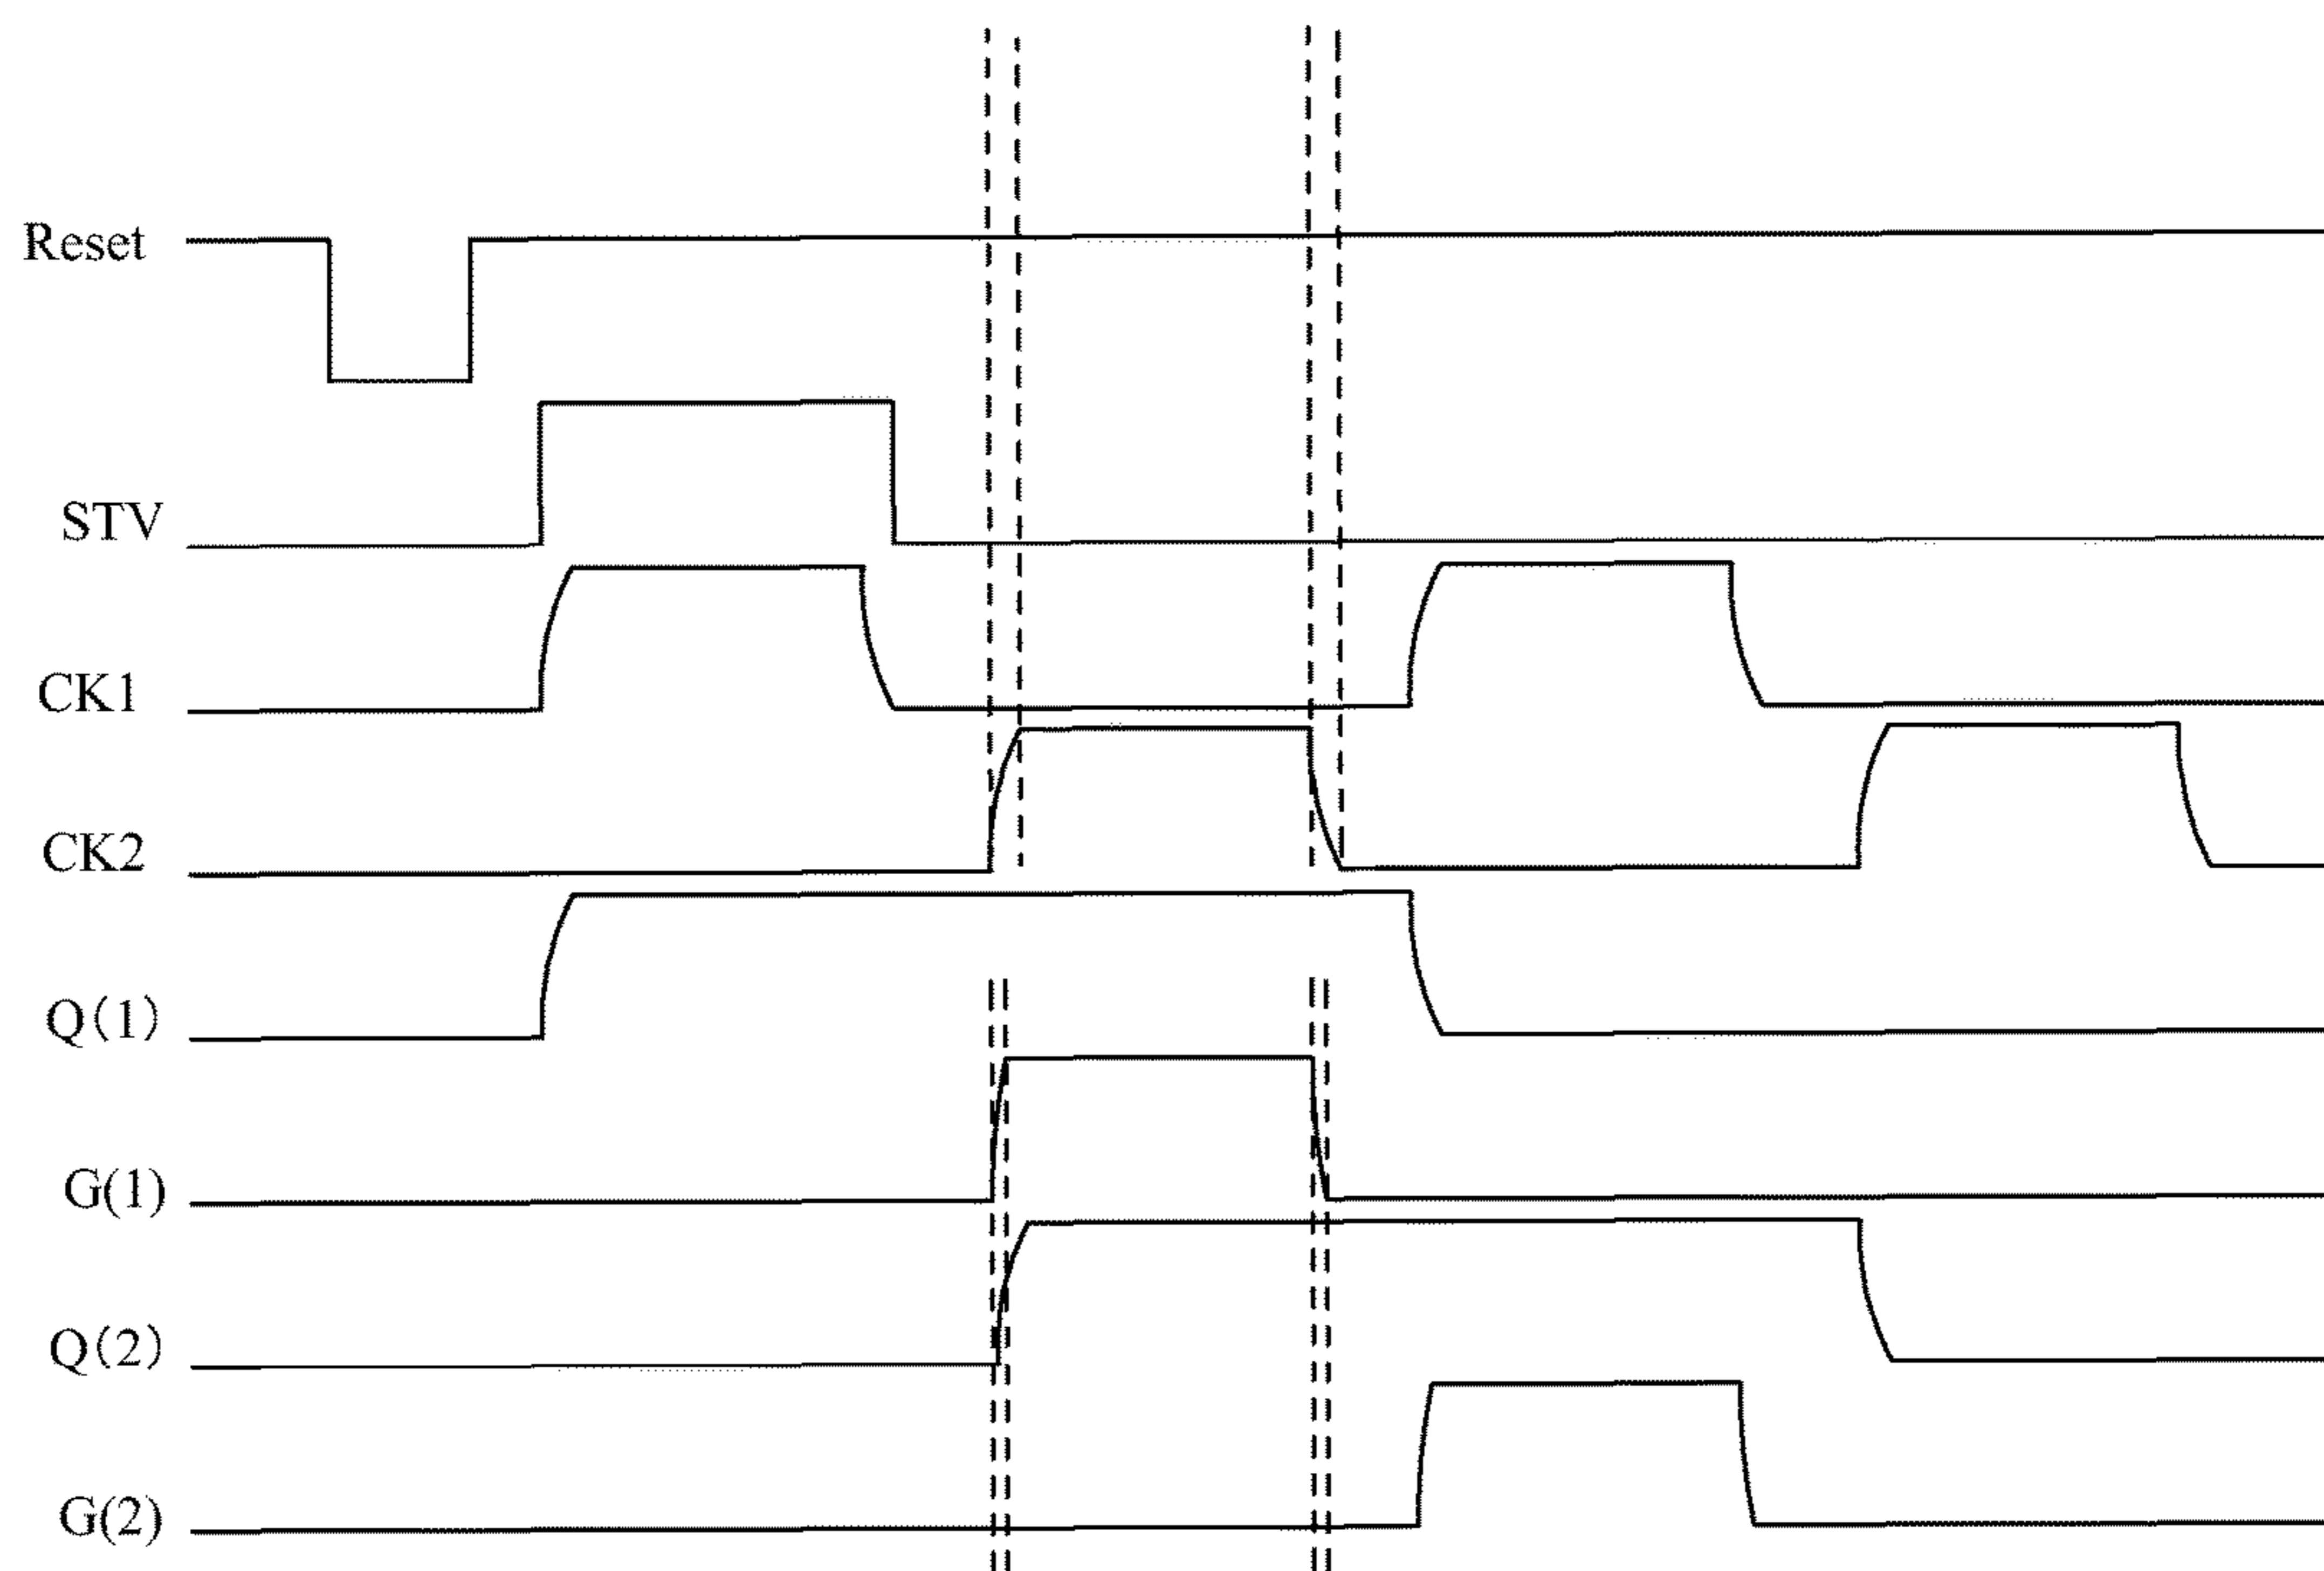 Reset
STV
CK1
CK2
Q(1)
G(1)
Q(2)
G(2)